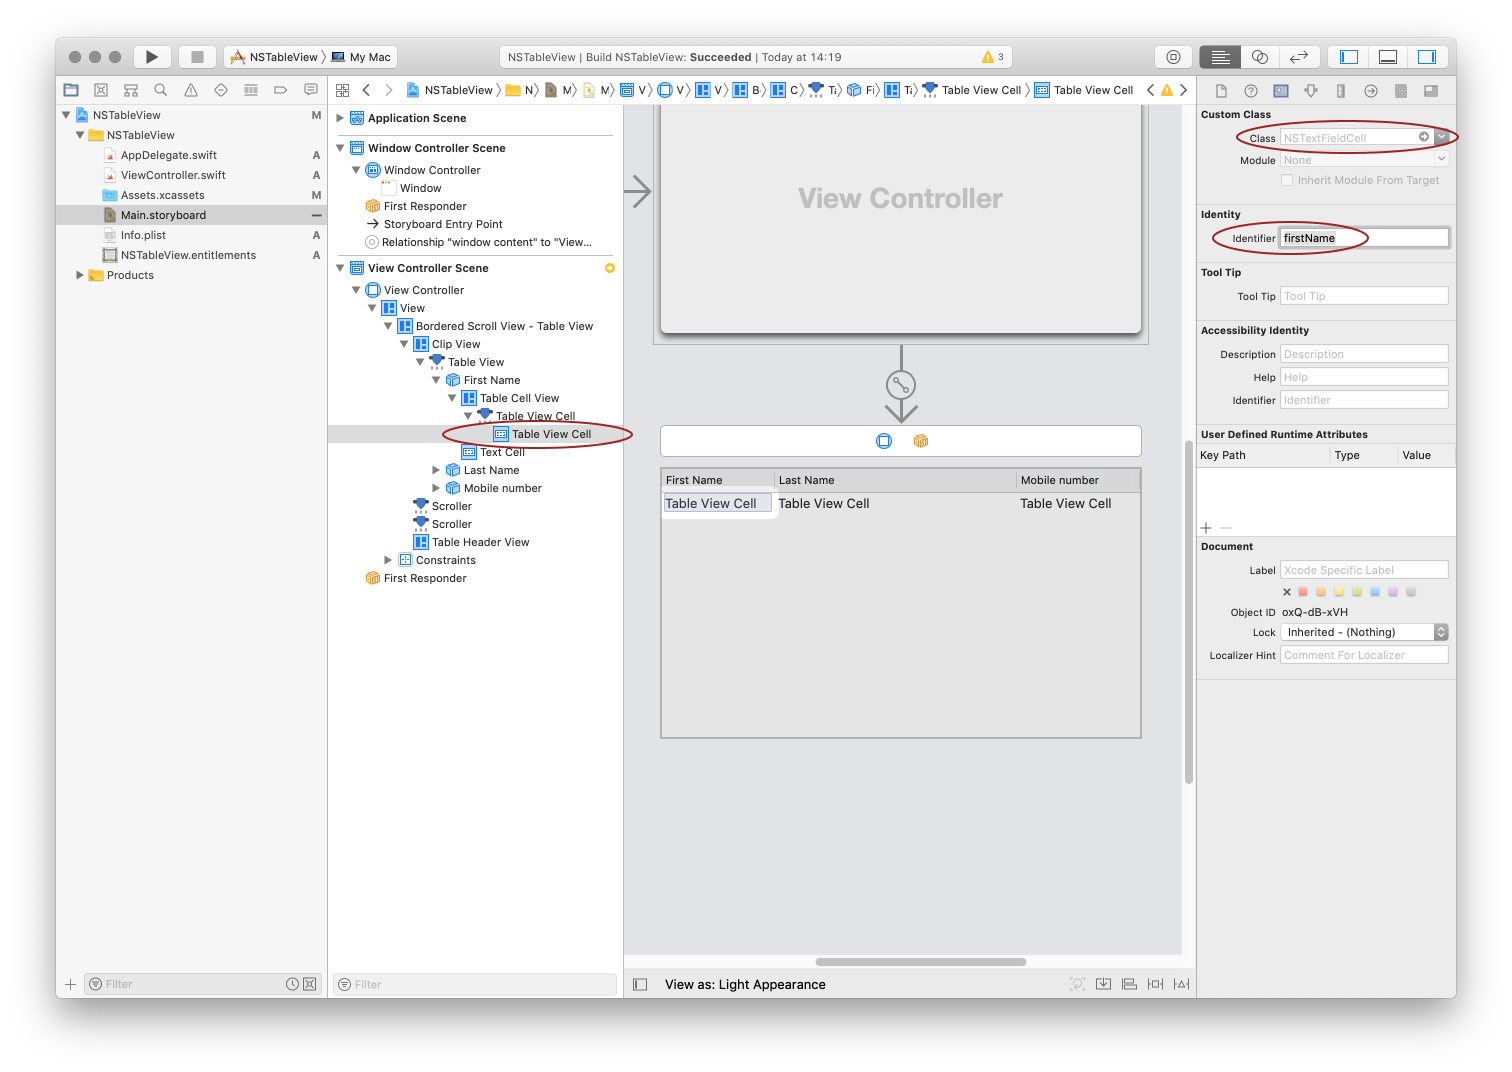 NSTableView My Mac
NSTableView | Build NSTableView: Succeeded | Today at 14:19
3
NSTableView M
NSTableView
AppDelegate.swift A
ViewController.swift A
Assets.xcassets M
Main.storyboard
Info.plist A
NSTableView.entitlements A
Products
Filter
NSTableView N M M V V V B C Ta Fi Ta Table View Cell Table View Cell
Application Scene
Window Controller Scene
Window Controller
Window
First Responder
Storyboard Entry Point
Relationship "window content" to "View...
View Controller Scene
View Controller
View
Bordered Scroll View - Table View
Clip View
Table View
First Name
Table Cell View
Table View Cell
Table View Cell
Text Cell
Last Name
Mobile number
Scroller
Scroller
Table Header View
Constraints
First Responder
Filter
View Controller
First Name Last Name Mobile number
Table View Cell Table View Cell Table View Cell
View as: Light Appearance
Custom Class
Class NSTextFieldCell
Module None
Inherit Module From Target
Identity
Identifier firstName
Tool Tip
Tool Tip Tool Tip
Accessibility Identity
Description Description
Help Help
Identifier Identifier
User Defined Runtime Attributes
Key Path Type Value
Document
Label Xcode Specific Label
Object ID oxQ-dB-xVH
Lock Inherited - (Nothing)
Localizer Hint Comment For Localizer